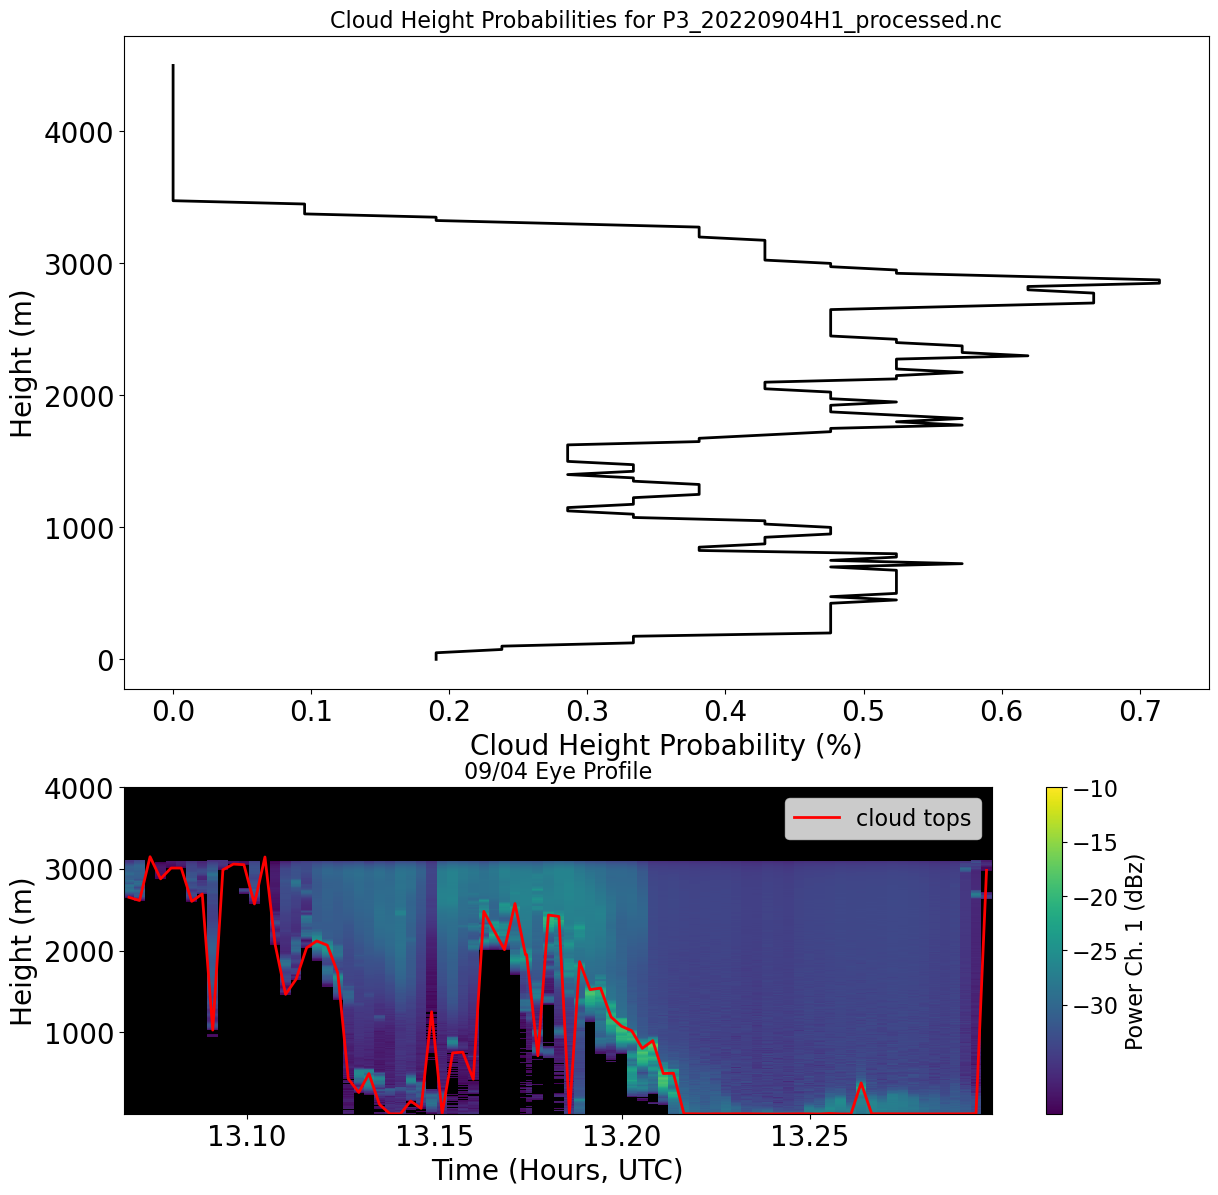 Cloud Height Probabilities for P3_20220904H1_processed.nc
4000
3000
2000
1000
0
Height (m)
0.0 0.1 0.2 0.3 0.4 0.5 0.6 0.7
Cloud Height Probability (%)
09/04 Eye Profile
4000
3000
2000
1000
Height (m)
cloud tops
13.10 13.15 13.20 13.25
Time (Hours, UTC)
−10
−15
−20
−25
−30
Power Ch. 1 (dBz)